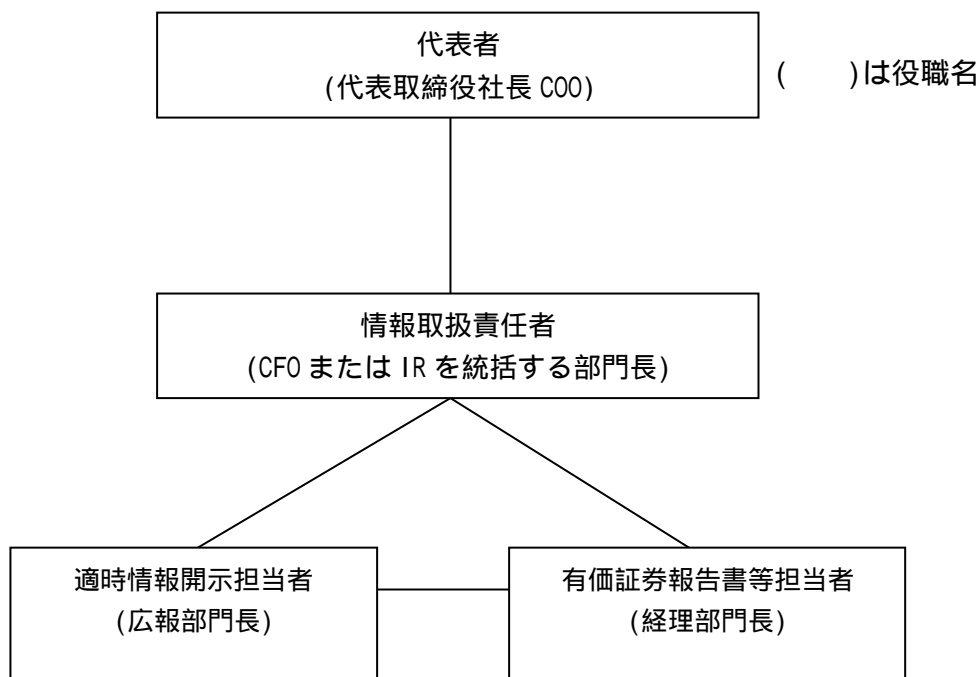 代表者
(代表取締役社長 COO)
(　　)は役職名
情報取扱責任者
(CFO または IR を統括する部門長)
適時情報開示担当者
(広報部門長)
有価証券報告書等担当者
(経理部門長)